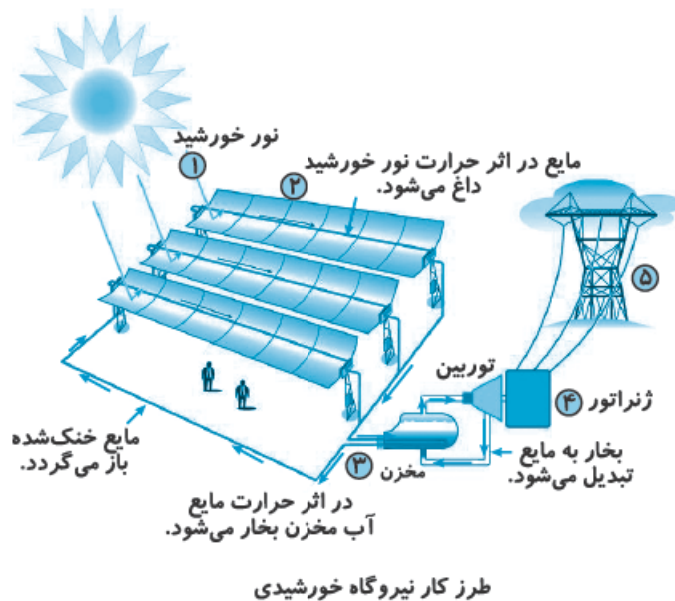 نور خورشید
۱
۲
مایع در اثر حرارت نور خورشید
داغ می‌شود.
۵
توربین
ژنراتور
۴
بخار به مایع
تبدیل می‌شود.
مخزن
۳
مایع خنک‌شده
باز می‌گردد.
در اثر حرارت مایع
آب مخزن بخار می‌شود.
طرز کار نیروگاه خورشیدی